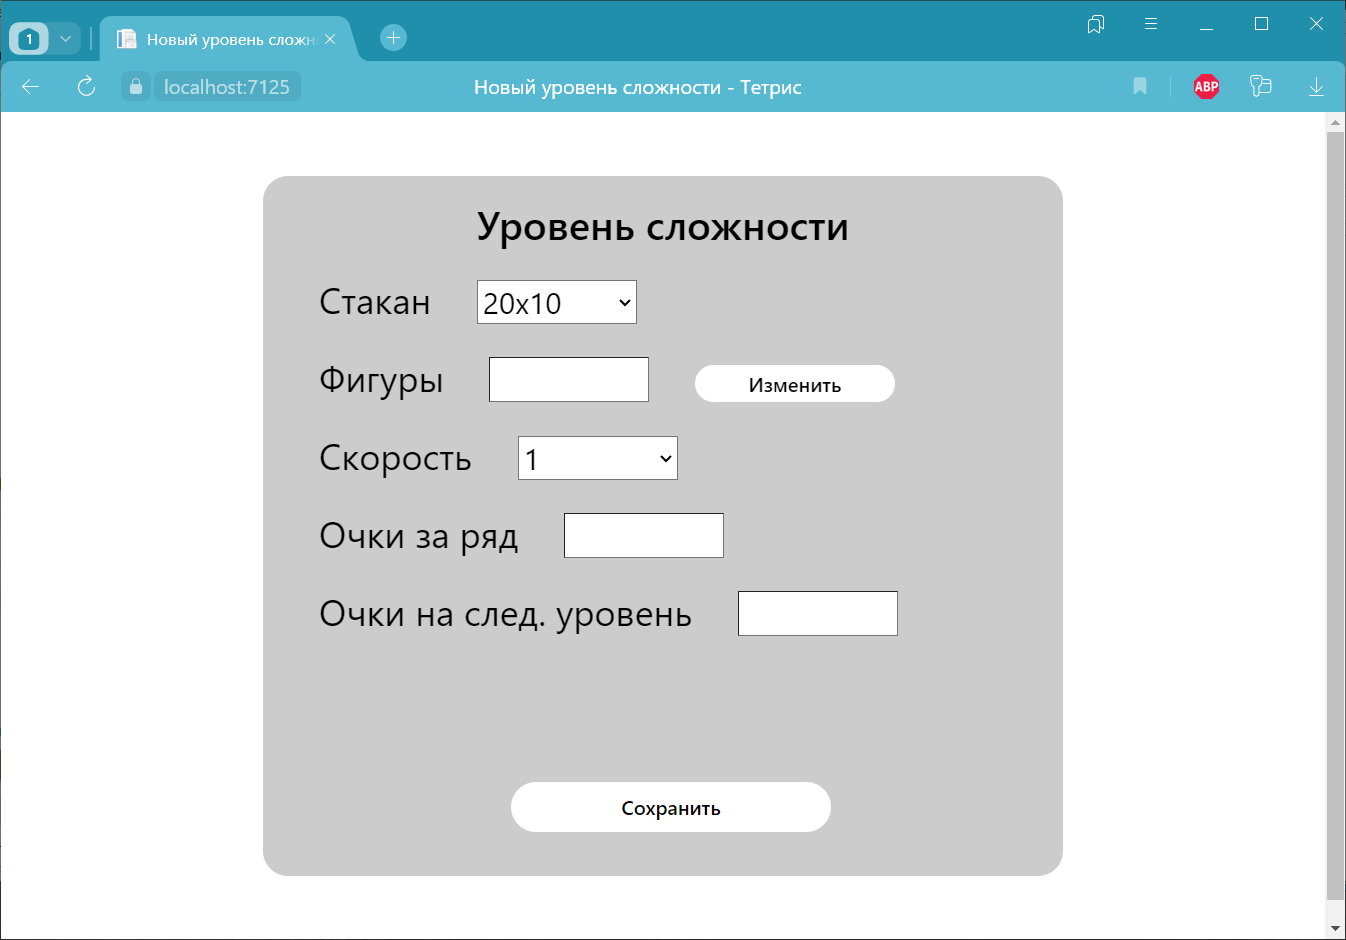 1
Новый уровень сложн
localhost:7125
Новый уровень сложности - Тетрис
ABP
Уровень сложности
Стакан 20x10
Фигуры Изменить
Скорость 1
Очки за ряд
Очки на след. уровень
Сохранить